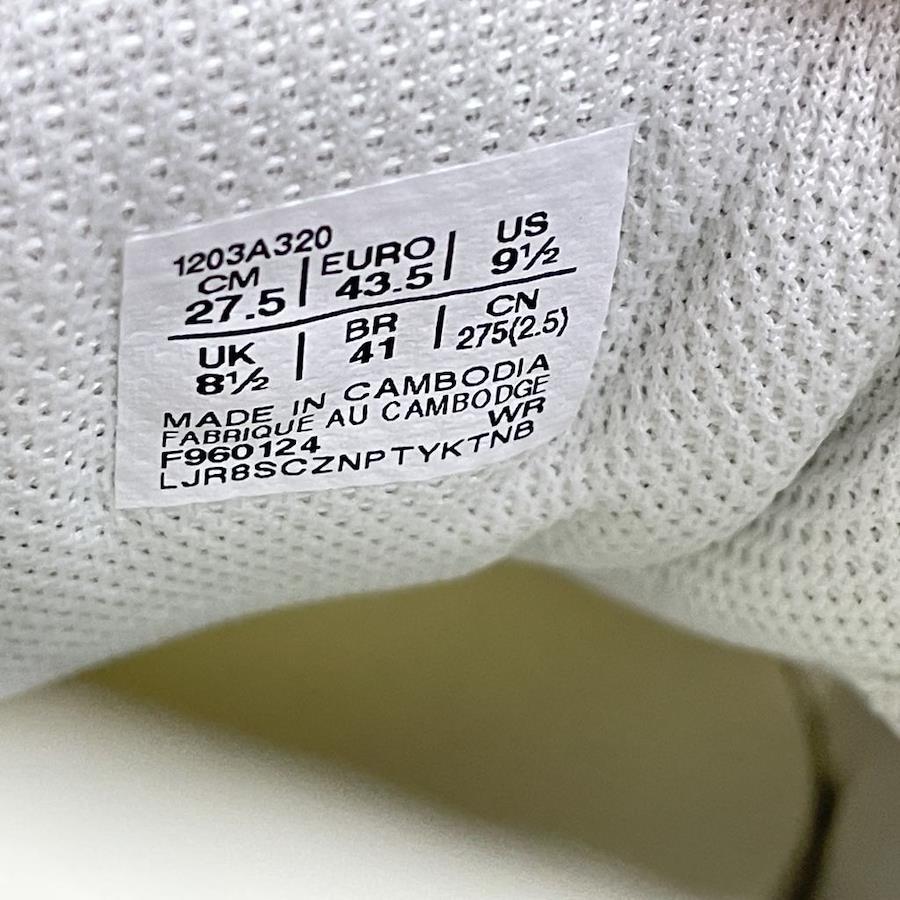 1203A320
CM | EURO | US
27.5 | 43.5 | 9½
UK | BR | CN
8½ | 41 | 275(2.5)
MADE IN CAMBODIA
FABRIQUE AU CAMBODGE
F960124 WR
LJR8SCZNPTYKTNB